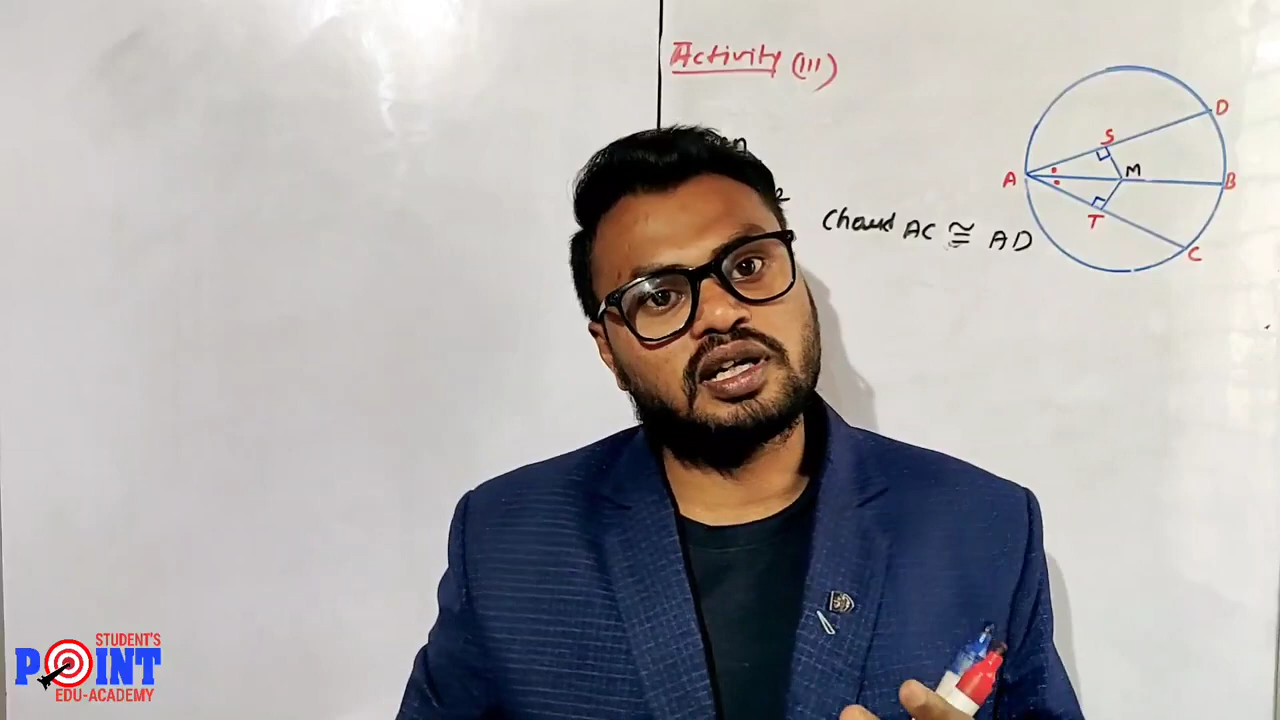 Activity (III)
Chord AC ≅ AD
D
S
A
M
B
T
C
STUDENT'S
POINT
EDU-ACADEMY